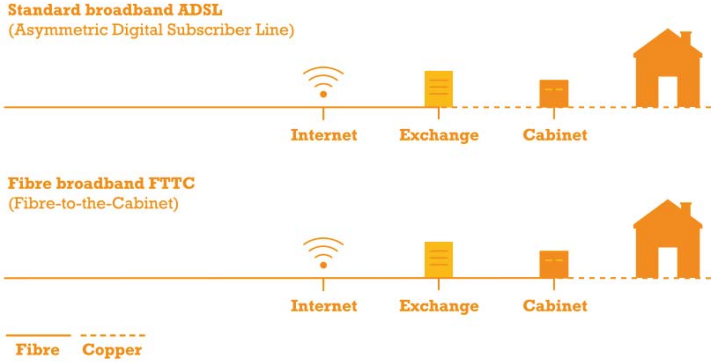 Standard broadband ADSL
(Asymmetric Digital Subscriber Line)
Internet Exchange Cabinet
Fibre broadband FTTC
(Fibre-to-the-Cabinet)
Internet Exchange Cabinet
Fibre Copper